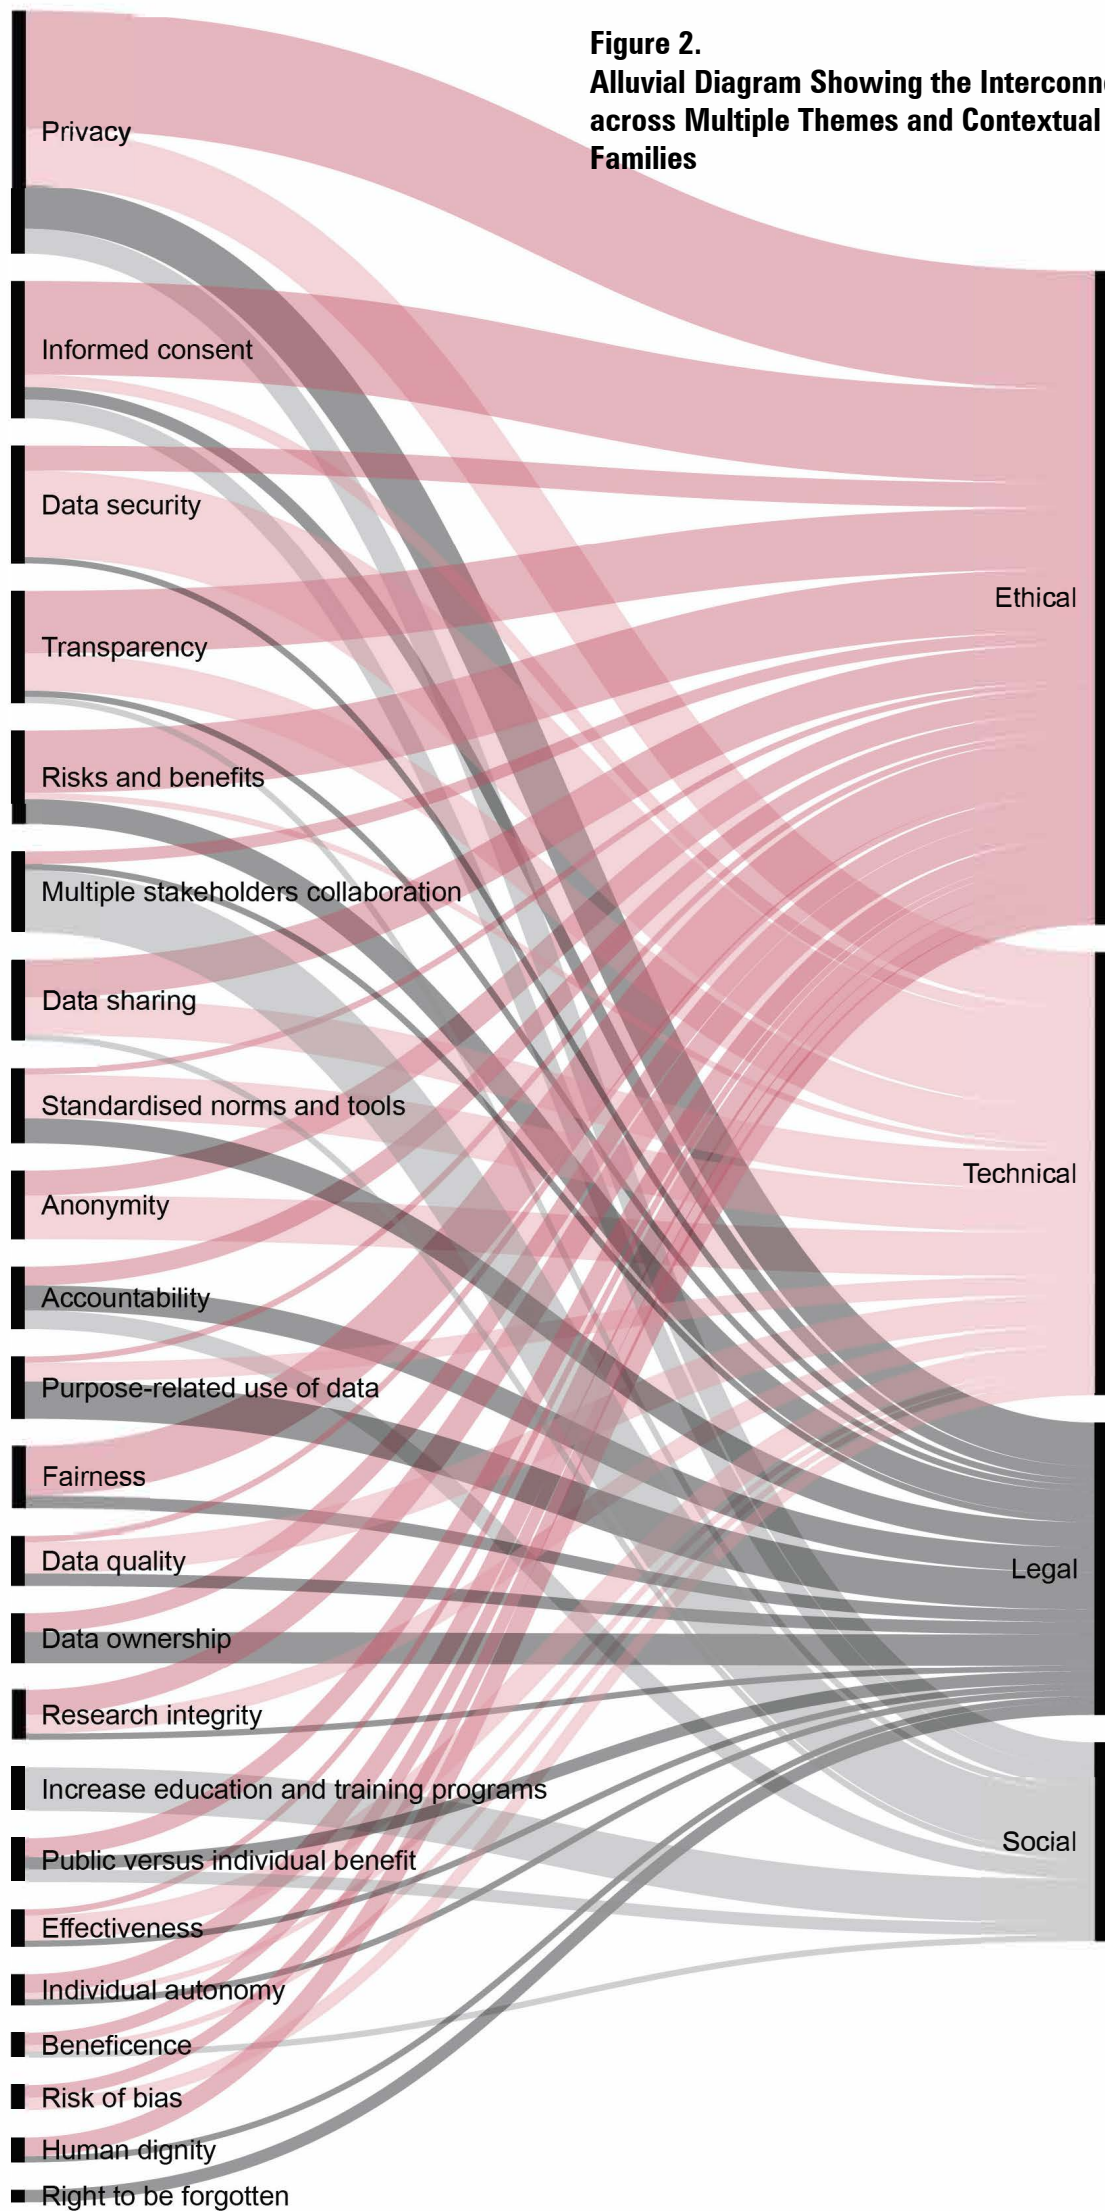 Figure 2.
Alluvial Diagram Showing the Interconne
across Multiple Themes and Contextual
Families
Privacy
Informed consent
Data security
Transparency
Risks and benefits
Multiple stakeholders collaboration
Data sharing
Standardised norms and tools
Anonymity
Accountability
Purpose-related use of data
Fairness
Data quality
Data ownership
Research integrity
Increase education and training programs
Public versus individual benefit
Effectiveness
Individual autonomy
Beneficence
Risk of bias
Human dignity
Right to be forgotten
Ethical
Technical
Legal
Social